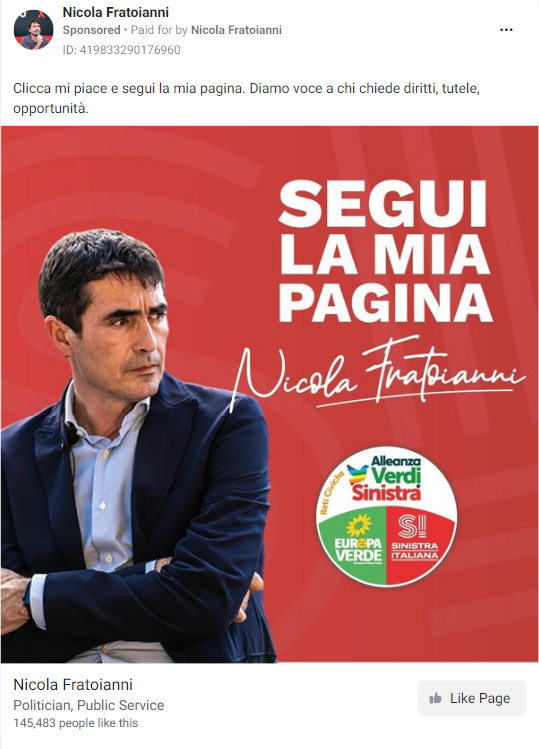 Nicola Fratoianni
Sponsored • Paid for by Nicola Fratoianni
ID: 419833290176960
Clicca mi piace e segui la mia pagina. Diamo voce a chi chiede diritti, tutele,
opportunità.
SEGUI
LA MIA
PAGINA
Nicola Fratoianni
Reti Civiche
Alleanza
Verdi
Sinistra
EUROPA
VERDE
SI
SINISTRA
ITALIANA
Nicola Fratoianni
Politician, Public Service
145,483 people like this
Like Page